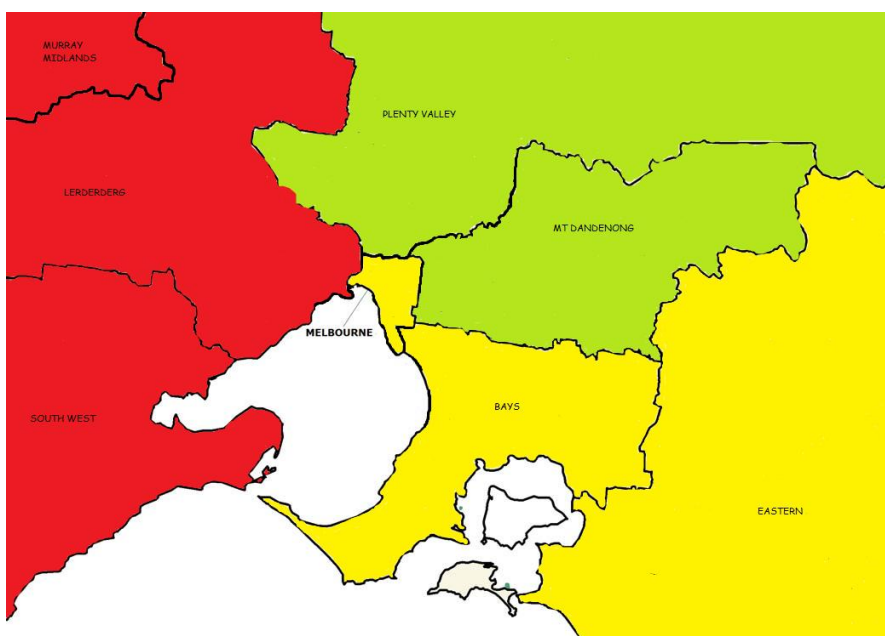 MURRAY
MIDLANDS
PLENTY VALLEY
LERDERDERG
MT DANDENONG
MELBOURNE
BAYS
SOUTH WEST
EASTERN